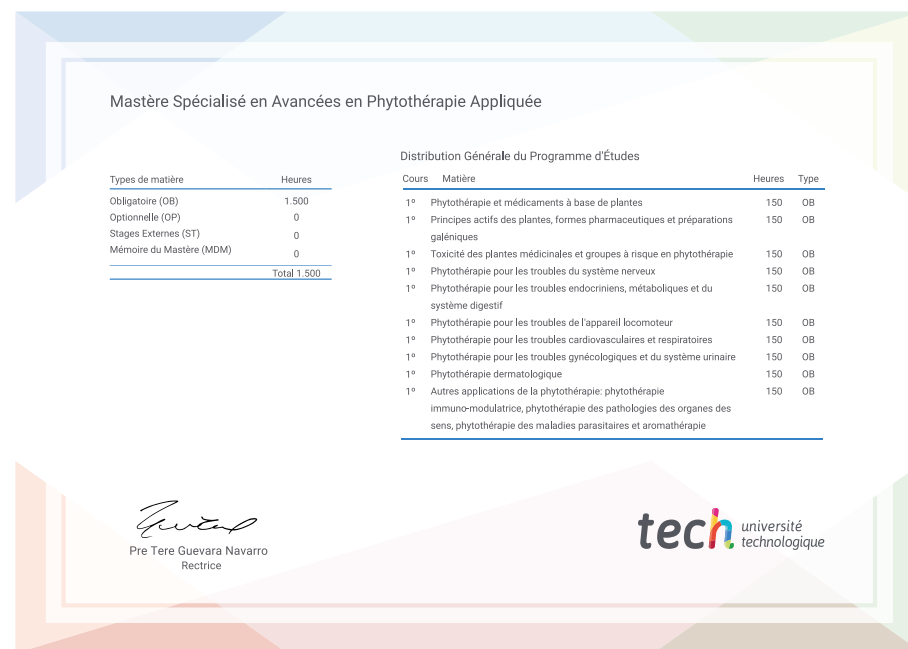 Mastère Spécialisé en Avancées en Phytothérapie Appliquée
Types de matière Heures
Obligatoire (OB) 1.500
Optionnelle (OP) 0
Stages Externes (ST) 0
Mémoire du Mastère (MDM) 0
Total 1.500
Distribution Générale du Programme d'Études
Cours Matière Heures Type
1º Phytothérapie et médicaments à base de plantes 150 OB
1º Principes actifs des plantes, formes pharmaceutiques et préparations 150 OB
galéniques
1º Toxicité des plantes médicinales et groupes à risque en phytothérapie 150 OB
1º Phytothérapie pour les troubles du système nerveux 150 OB
1º Phytothérapie pour les troubles endocriniens, métaboliques et du 150 OB
système digestif
1º Phytothérapie pour les troubles de l'appareil locomoteur 150 OB
1º Phytothérapie pour les troubles cardiovasculaires et respiratoires 150 OB
1º Phytothérapie pour les troubles gynécologiques et du système urinaire 150 OB
1º Phytothérapie dermatologique 150 OB
1º Autres applications de la phytothérapie: phytothérapie 150 OB
immuno-modulatrice, phytothérapie des pathologies des organes des
sens, phytothérapie des maladies parasitaires et aromathérapie
Pre Tere Guevara Navarro
Rectrice
tech université
technologique